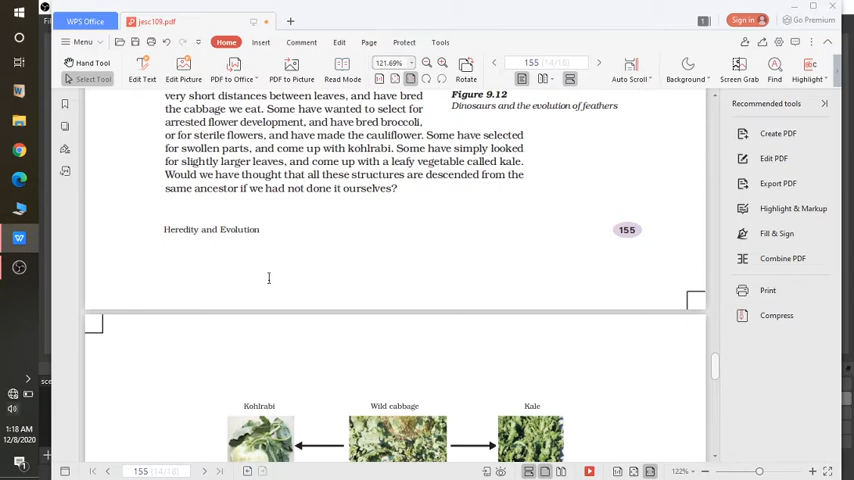 WPS Office
jesc109.pdf
1
Sign in
Go Premium
Menu
Home
Insert
Comment
Edit
Page
Protect
Tools
Hand Tool
Select Tool
Edit Text
Edit Picture
PDF to Office
PDF to Picture
Read Mode
121.69%
Rotate
155 (14/18)
Auto Scroll
Background
Screen Grab
Find
Highlight
very short distances between leaves, and have bred
the cabbage we eat. Some have wanted to select for
arrested flower development, and have bred broccoli,
or for sterile flowers, and have made the cauliflower. Some have selected
for swollen parts, and come up with kohlrabi. Some have simply looked
for slightly larger leaves, and come up with a leafy vegetable called kale.
Would we have thought that all these structures are descended from the
same ancestor if we had not done it ourselves?
Figure 9.12
Dinosaurs and the evolution of feathers
Heredity and Evolution
155
Kohlrabi
Wild cabbage
Kale
Recommended tools
Create PDF
Edit PDF
Export PDF
Highlight & Markup
Fill & Sign
Combine PDF
Print
Compress
1:18 AM
12/8/2020
155 (14/18)
122%